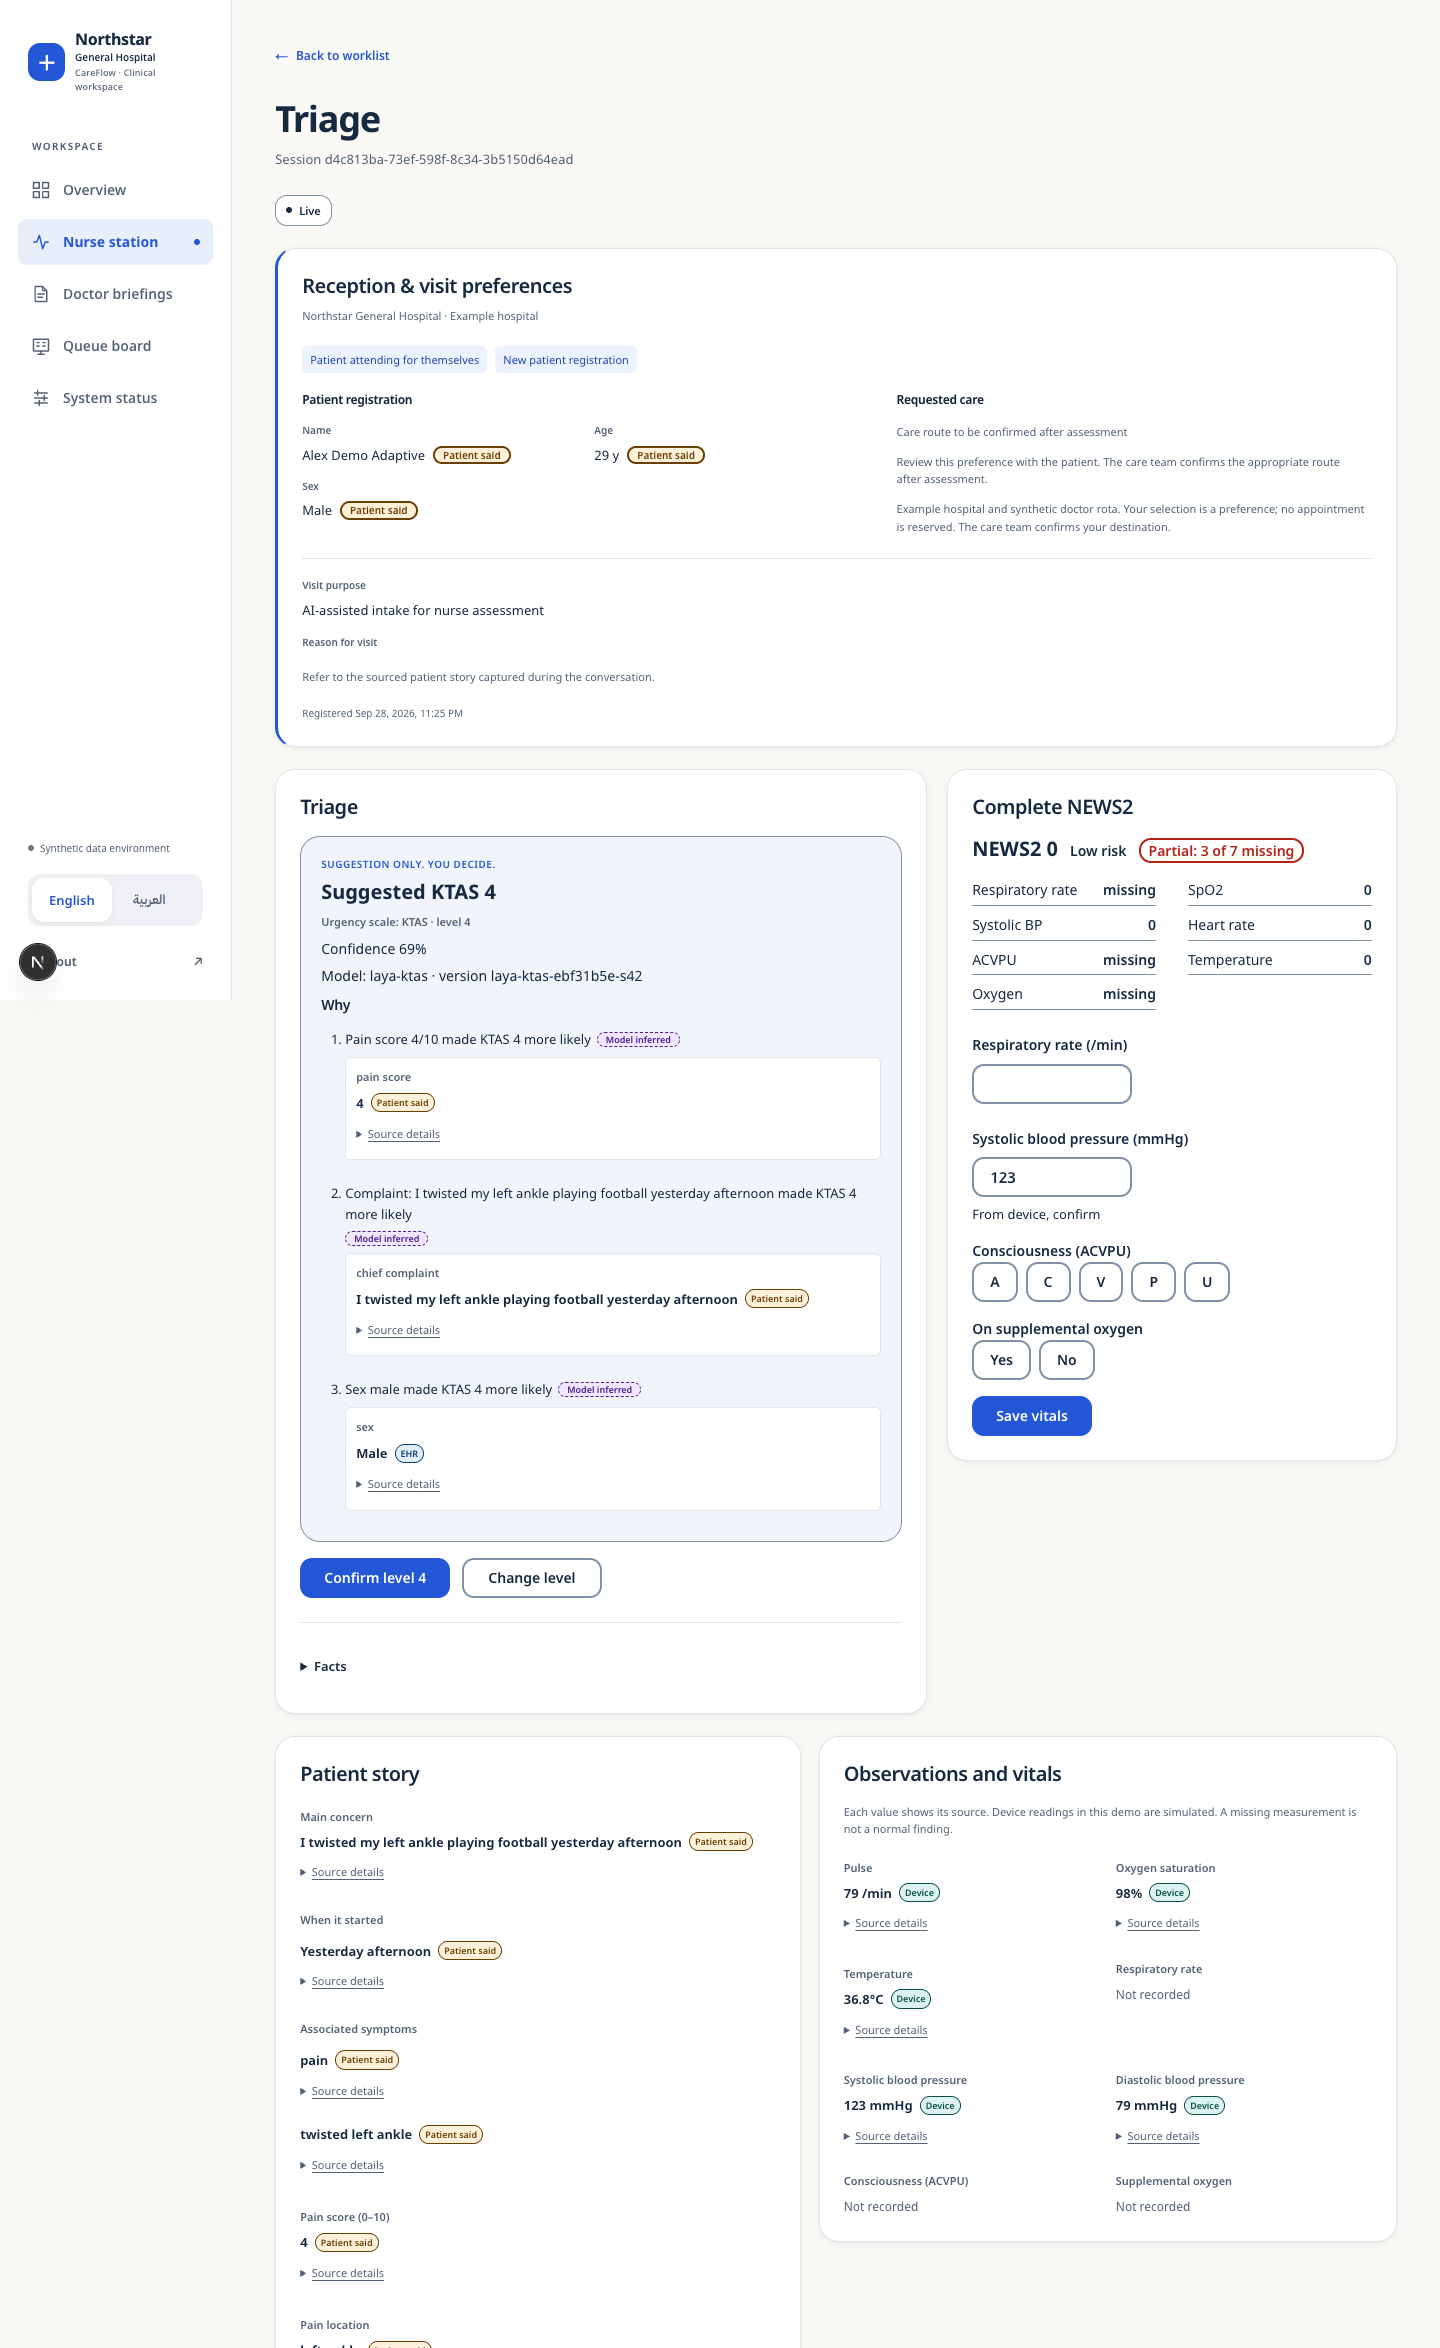 Northstar
General Hospital
CareFlow · Clinical
workspace
WORKSPACE
Overview
Nurse station
Doctor briefings
Queue board
System status
Synthetic data environment
English
العربية
N
out
← Back to worklist
Triage
Session d4c813ba-73ef-598f-8c34-3b5150d64ead
Live
Reception & visit preferences
Northstar General Hospital · Example hospital
Patient attending for themselves
New patient registration
Patient registration
Name
Alex Demo Adaptive Patient said
Age
29 y Patient said
Sex
Male Patient said
Requested care
Care route to be confirmed after assessment
Review this preference with the patient. The care team confirms the appropriate route
after assessment.
Example hospital and synthetic doctor rota. Your selection is a preference; no appointment
is reserved. The care team confirms your destination.
Visit purpose
AI-assisted intake for nurse assessment
Reason for visit
Refer to the sourced patient story captured during the conversation.
Registered Sep 28, 2026, 11:25 PM
Triage
SUGGESTION ONLY. YOU DECIDE.
Suggested KTAS 4
Urgency scale: KTAS · level 4
Confidence 69%
Model: laya-ktas · version laya-ktas-ebf31b5e-s42
Why
1. Pain score 4/10 made KTAS 4 more likely Model inferred
pain score
4 Patient said
Source details
2. Complaint: I twisted my left ankle playing football yesterday afternoon made KTAS 4
more likely
Model inferred
chief complaint
I twisted my left ankle playing football yesterday afternoon Patient said
Source details
3. Sex male made KTAS 4 more likely Model inferred
sex
Male EHR
Source details
Confirm level 4
Change level
Facts
Complete NEWS2
NEWS2 0 Low risk Partial: 3 of 7 missing
Respiratory rate missing
SpO2 0
Systolic BP 0
Heart rate 0
ACVPU missing
Temperature 0
Oxygen missing
Respiratory rate (/min)
Systolic blood pressure (mmHg)
123
From device, confirm
Consciousness (ACVPU)
A C V P U
On supplemental oxygen
Yes No
Save vitals
Patient story
Main concern
I twisted my left ankle playing football yesterday afternoon Patient said
Source details
When it started
Yesterday afternoon Patient said
Source details
Associated symptoms
pain Patient said
Source details
twisted left ankle Patient said
Source details
Pain score (0–10)
4 Patient said
Source details
Pain location
Observations and vitals
Each value shows its source. Device readings in this demo are simulated. A missing measurement is
not a normal finding.
Pulse
79 /min Device
Source details
Oxygen saturation
98% Device
Source details
Temperature
36.8°C Device
Source details
Respiratory rate
Not recorded
Systolic blood pressure
123 mmHg Device
Source details
Diastolic blood pressure
79 mmHg Device
Source details
Consciousness (ACVPU)
Not recorded
Supplemental oxygen
Not recorded